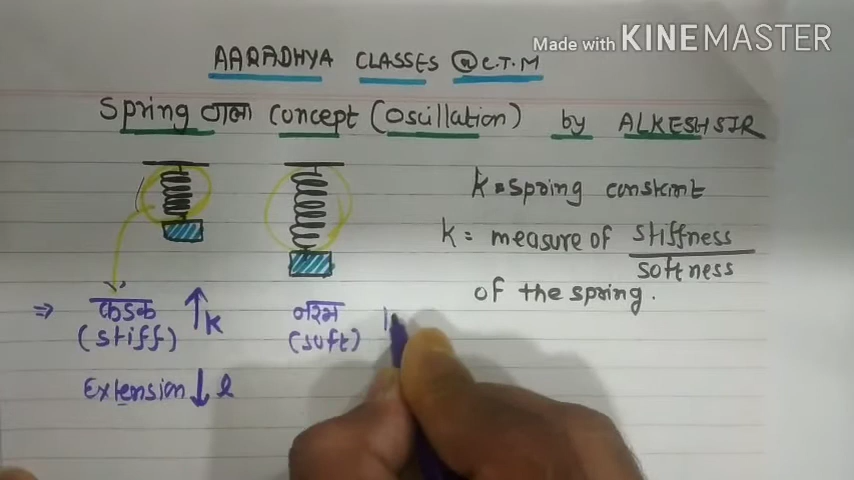 Made with KINEMASTER
AARADHYA CLASSES @ C.T.M
Spring वाला Concept (Oscillation) by ALKESH SIR
k = spring constant
k = measure of stiffness
softness
of the spring.
⇒ कडक ↑ k नरम
(stiff) (soft)
Extension ↓ l